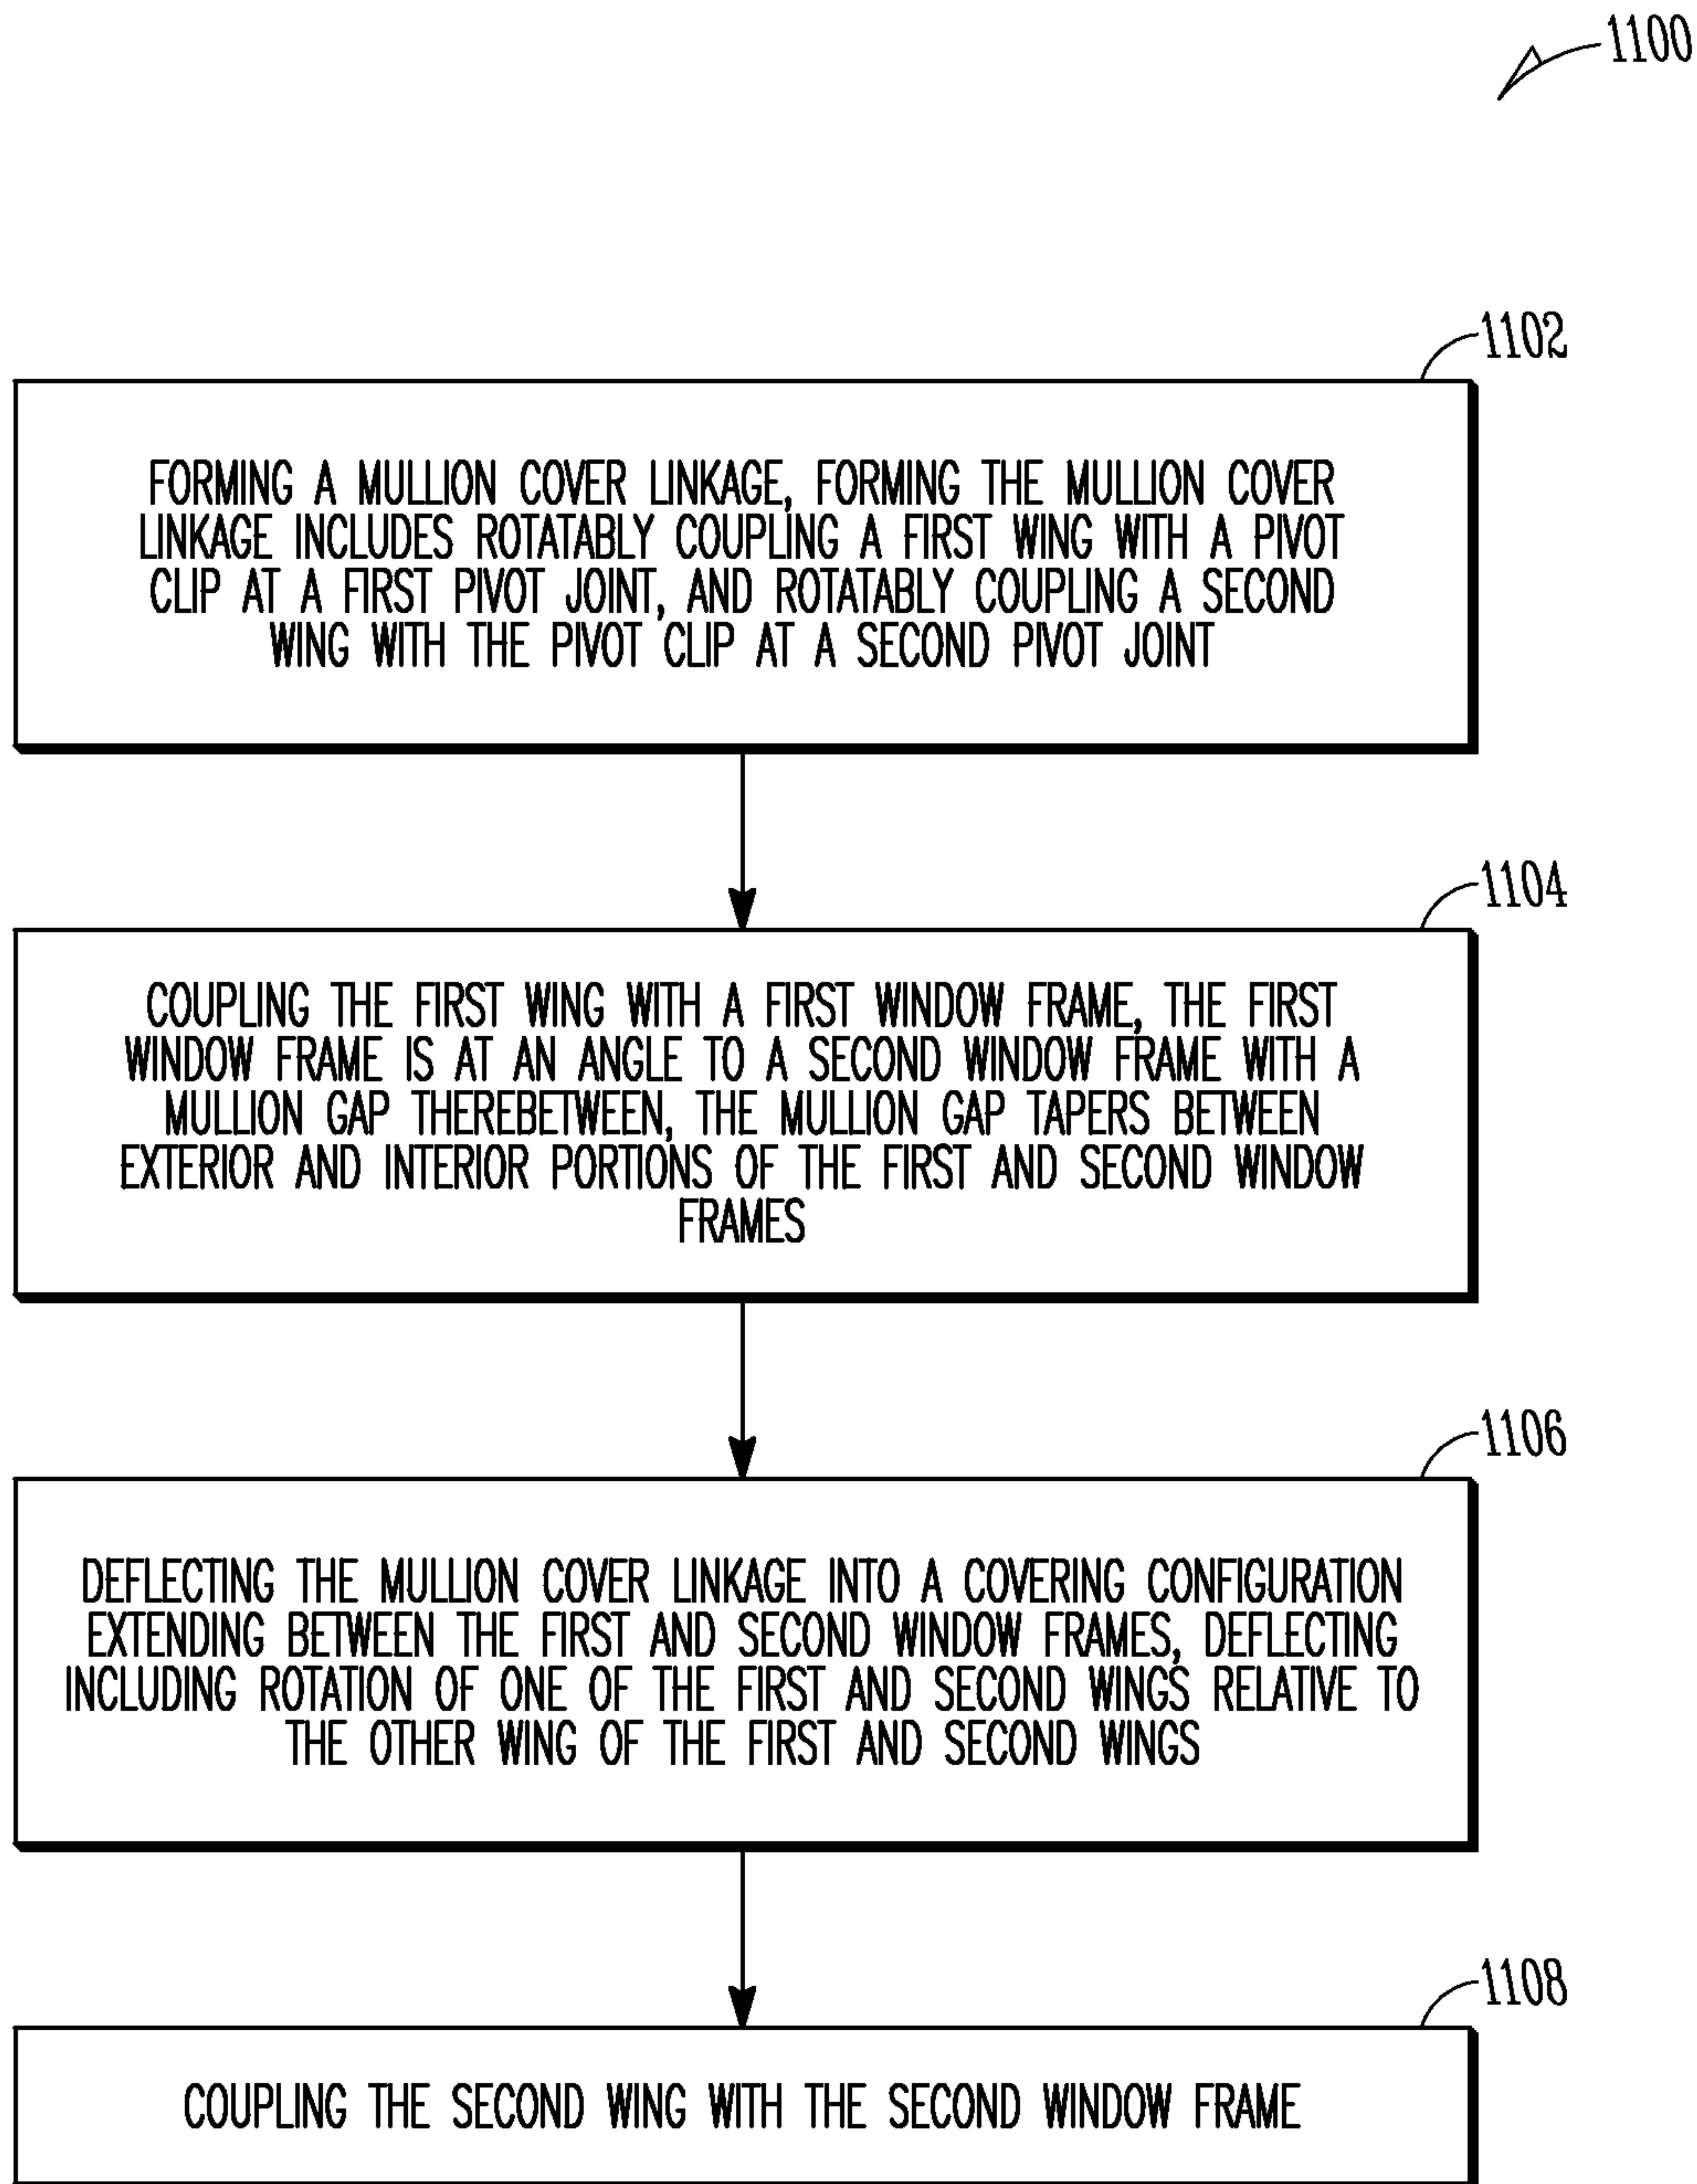 1100
1102
FORMING A MULLION COVER LINKAGE, FORMING THE MULLION COVER
LINKAGE INCLUDES ROTATABLY COUPLING A FIRST WING WITH A PIVOT
CLIP AT A FIRST PIVOT JOINT, AND ROTATABLY COUPLING A SECOND
WING WITH THE PIVOT CLIP AT A SECOND PIVOT JOINT
1104
COUPLING THE FIRST WING WITH A FIRST WINDOW FRAME, THE FIRST
WINDOW FRAME IS AT AN ANGLE TO A SECOND WINDOW FRAME WITH A
MULLION GAP THEREBETWEEN, THE MULLION GAP TAPERS BETWEEN
EXTERIOR AND INTERIOR PORTIONS OF THE FIRST AND SECOND WINDOW
FRAMES
1106
DEFLECTING THE MULLION COVER LINKAGE INTO A COVERING CONFIGURATION
EXTENDING BETWEEN THE FIRST AND SECOND WINDOW FRAMES, DEFLECTING
INCLUDING ROTATION OF ONE OF THE FIRST AND SECOND WINGS RELATIVE TO
THE OTHER WING OF THE FIRST AND SECOND WINGS
1108
COUPLING THE SECOND WING WITH THE SECOND WINDOW FRAME